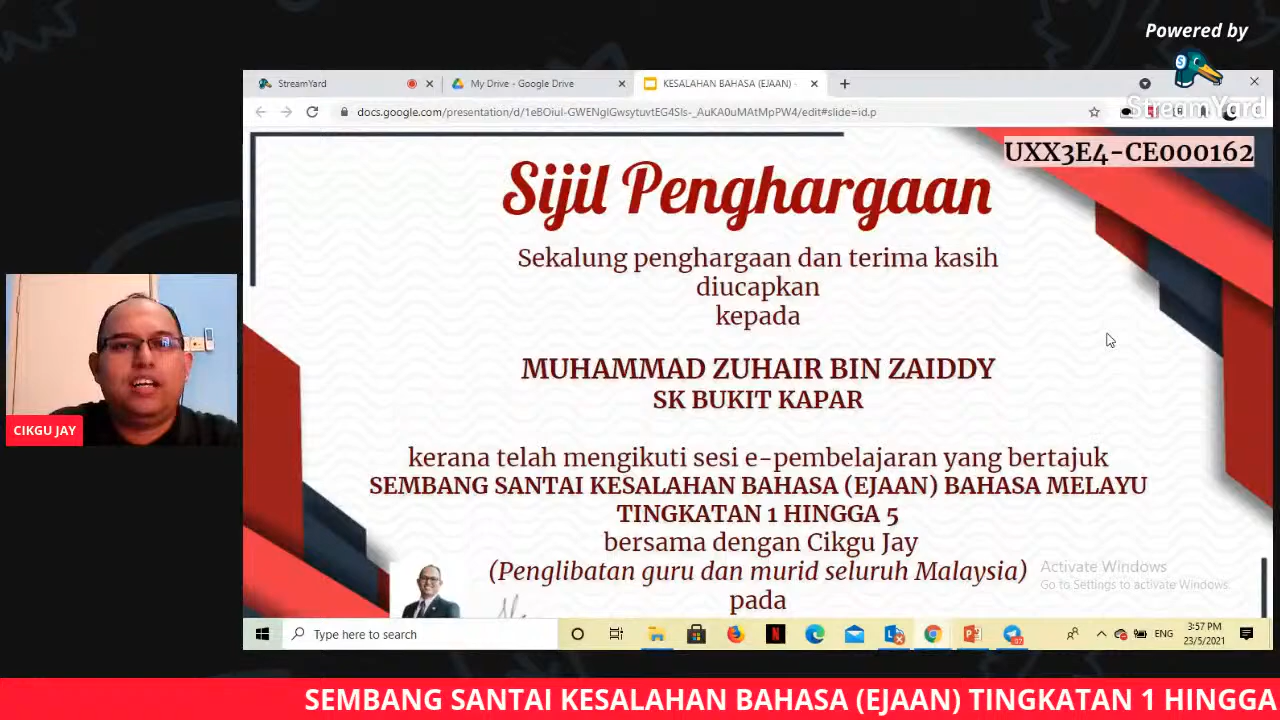 Powered by
StreamYard
StreamYard
My Drive - Google Drive
KESALAHAN BAHASA (EJAAN) -
docs.google.com/presentation/d/1eBOiuI-GWENglGwsytuvtEG4SIs-_AuKA0uMAtMpPW4/edit#slide=id.p
UXX3E4-CE000162
Sijil Penghargaan
Sekalung penghargaan dan terima kasih
diucapkan
kepada
MUHAMMAD ZUHAIR BIN ZAIDDY
SK BUKIT KAPAR
kerana telah mengikuti sesi e-pembelajaran yang bertajuk
SEMBANG SANTAI KESALAHAN BAHASA (EJAAN) BAHASA MELAYU
TINGKATAN 1 HINGGA 5
bersama dengan Cikgu Jay
(Penglibatan guru dan murid seluruh Malaysia)
pada
CIKGU JAY
Activate Windows
Go to Settings to activate Windows.
Type here to search
ENG
3:57 PM
23/5/2021
SEMBANG SANTAI KESALAHAN BAHASA (EJAAN) TINGKATAN 1 HINGGA